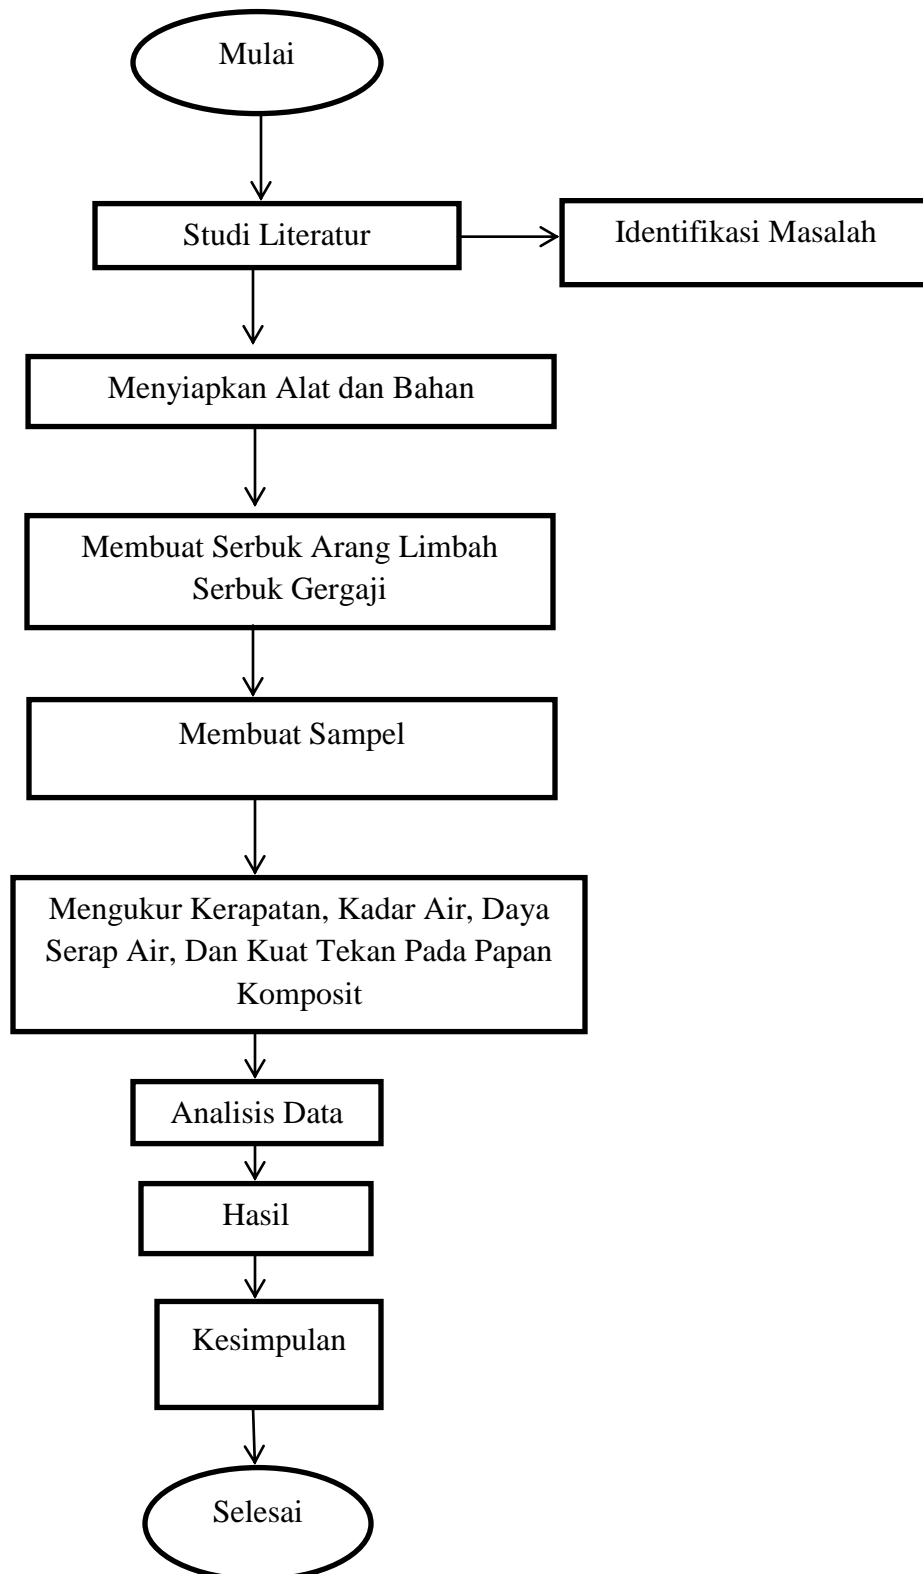 Mulai
Studi Literatur
Identifikasi Masalah
Menyiapkan Alat dan Bahan
Membuat Serbuk Arang Limbah
Serbuk Gergaji
Membuat Sampel
Mengukur Kerapatan, Kadar Air, Daya
Serap Air, Dan Kuat Tekan Pada Papan
Komposit
Analisis Data
Hasil
Kesimpulan
Selesai